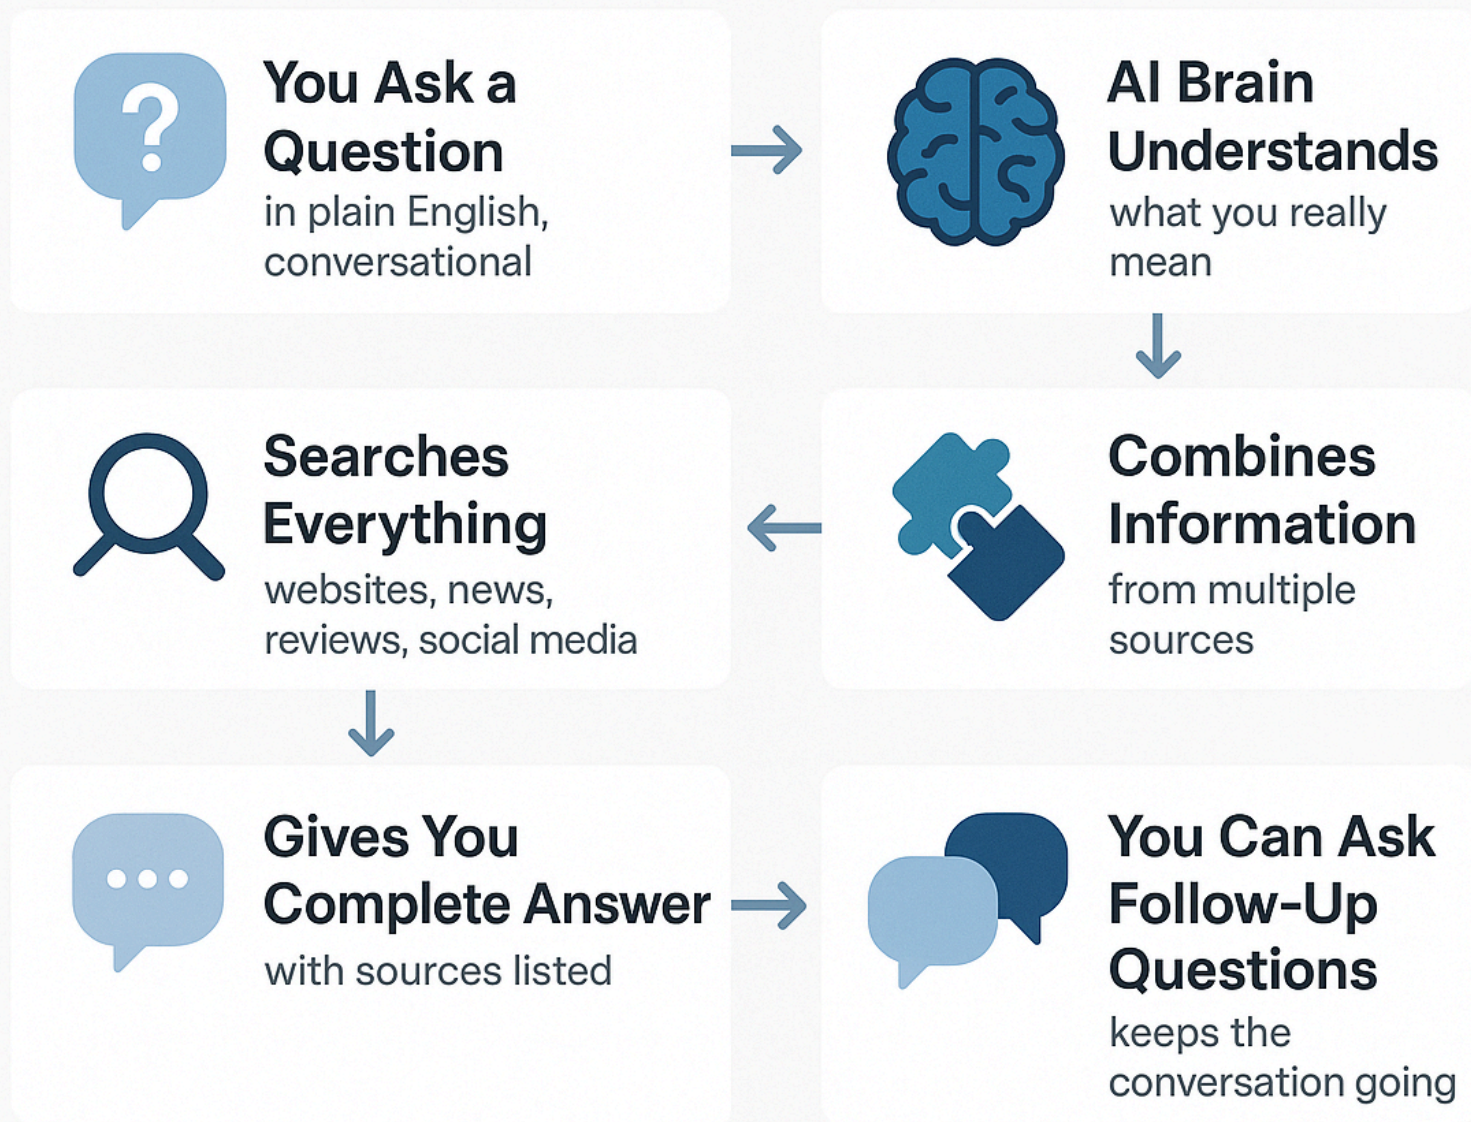 You Ask a
Question
in plain English,
conversational
AI Brain
Understands
what you really
mean
Searches
Everything
websites, news,
reviews, social media
Combines
Information
from multiple
sources
Gives You
Complete Answer
with sources listed
You Can Ask
Follow-Up
Questions
keeps the
conversation going